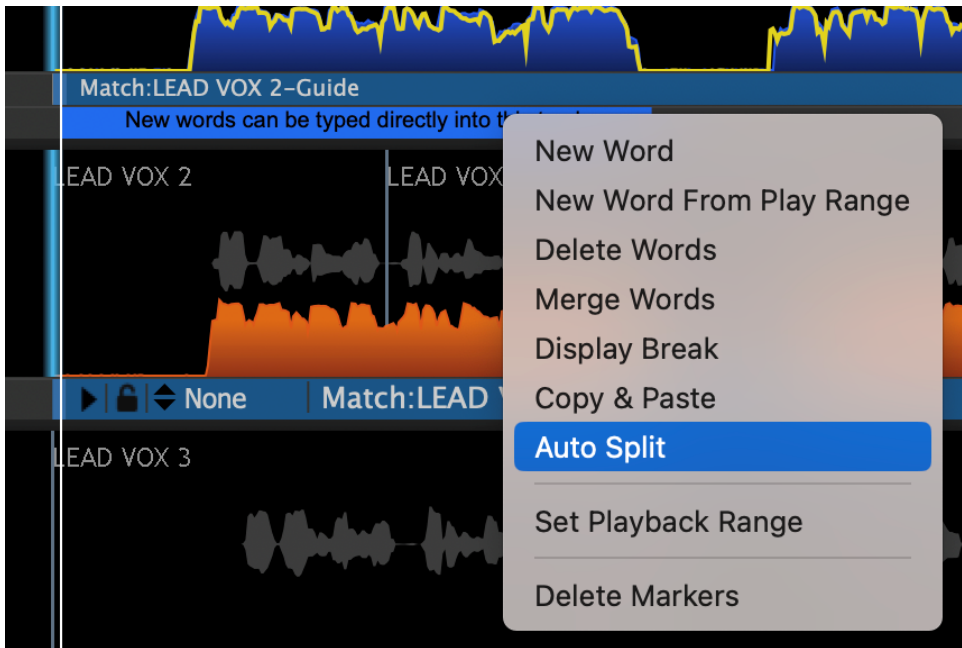 Match:LEAD VOX 2-Guide
New words can be typed directly into
LEAD VOX 2
LEAD VOX
None
Match:LEAD
LEAD VOX 3
New Word
New Word From Play Range
Delete Words
Merge Words
Display Break
Copy & Paste
Auto Split
Set Playback Range
Delete Markers